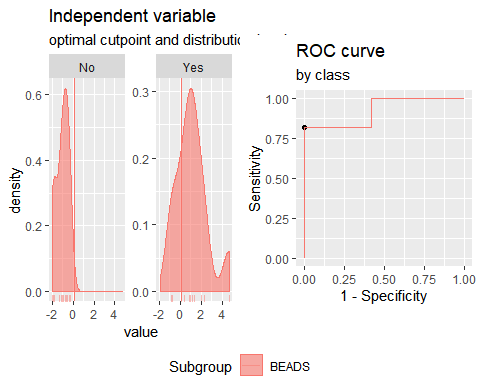 Independent variable
optimal cutpoint and distributio
No
Yes
density
0.6
0.4
0.2
0.0
0.3
0.2
0.1
0.0
-2 0 2 4
-2 0 2 4
value
ROC curve
by class
Sensitivity
1.00
0.75
0.50
0.25
0.00
0.00 0.25 0.50 0.75 1.00
1 - Specificity
Subgroup BEADS